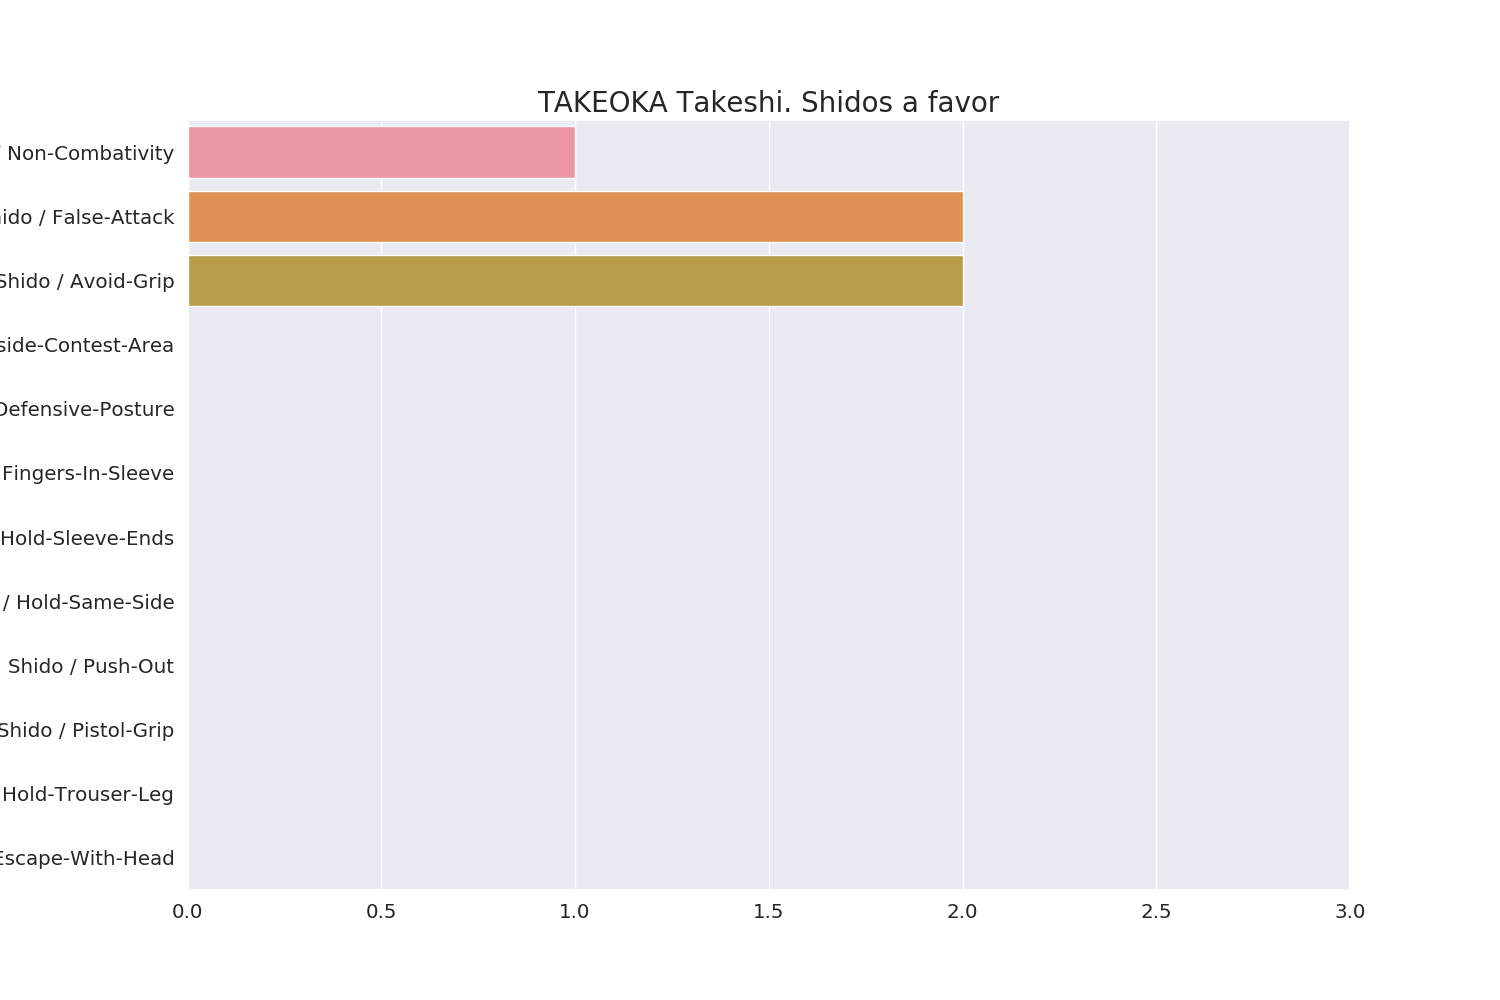 TAKEOKA Takeshi. Shidos a favor
/ Non-Combativity
/ False-Attack
Shido / Avoid-Grip
-Contest-Area
Defensive-Posture
Fingers-In-Sleeve
Hold-Sleeve-Ends
/ Hold-Same-Side
Shido / Push-Out
Shido / Pistol-Grip
Hold-Trouser-Leg
Escape-With-Head
0.0 0.5 1.0 1.5 2.0 2.5 3.0